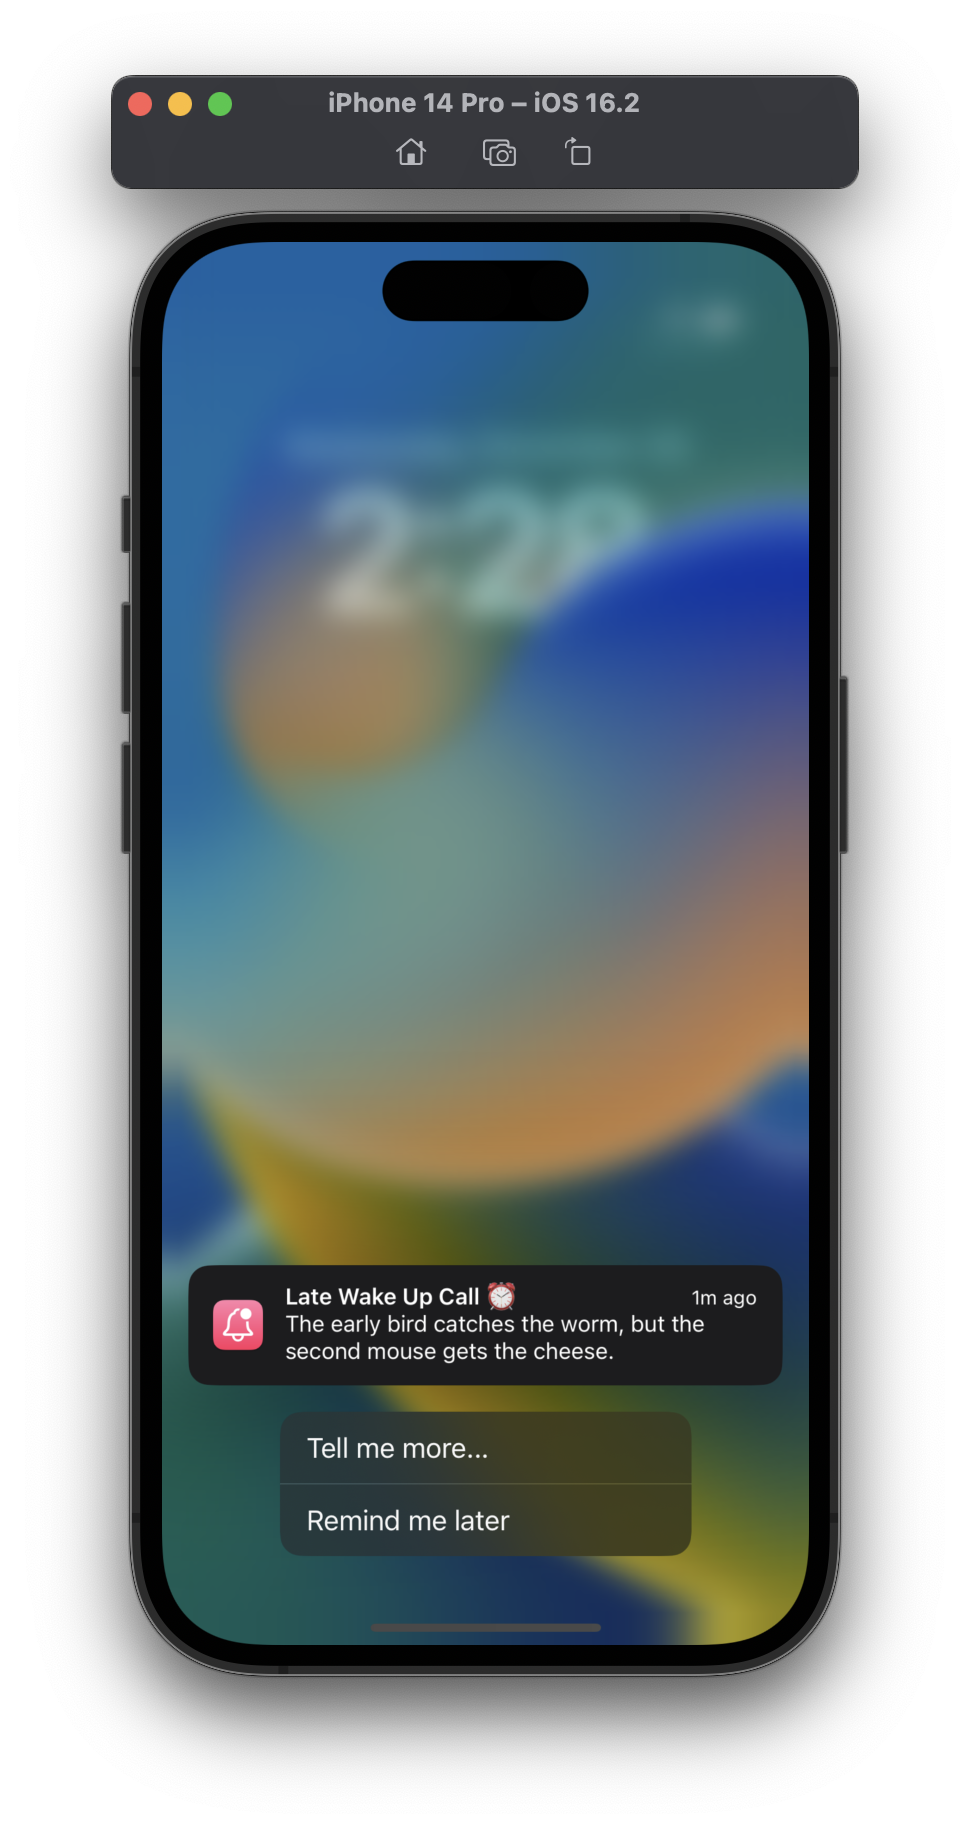 iPhone 14 Pro – iOS 16.2
2:29
Late Wake Up Call ⏰
1m ago
The early bird catches the worm, but the
second mouse gets the cheese.
Tell me more...
Remind me later